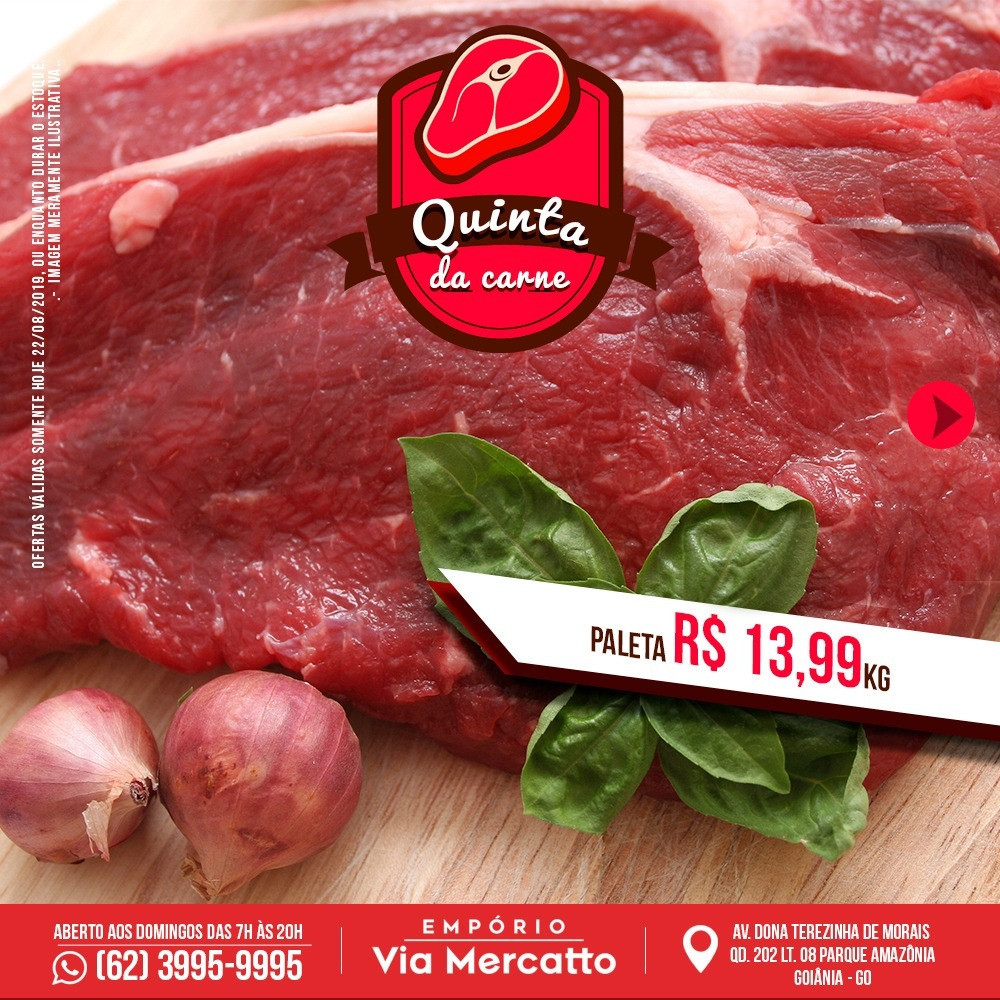 Quinta
da carne
OFERTAS VÁLIDAS SOMENTE HOJE 22/08/2019, OU ENQUANTO DURAR O ESTOQUE
.- IMAGEM MERAMENTE ILUSTRATIVA.
PALETA R$ 13,99KG
ABERTO AOS DOMINGOS DAS 7H ÀS 20H
(62) 3995-9995
EMPÓRIO
Via Mercatto
AV. DONA TEREZINHA DE MORAIS
QD. 202 LT. 08 PARQUE AMAZÔNIA
GOIÂNIA - GO